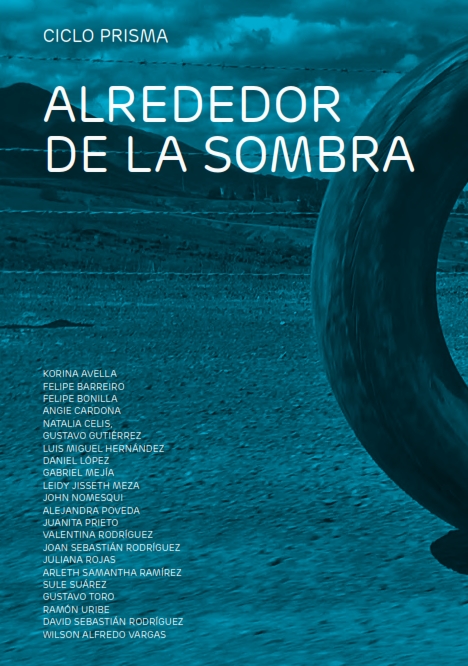 CICLO PRISMA
ALREDEDOR
DE LA SOMBRA
KORINA AVELLA
FELIPE BARREIRO
FELIPE BONILLA
ANGIE CARDONA
NATALIA CELIS,
GUSTAVO GUTIÉRREZ
LUIS MIGUEL HERNÁNDEZ
DANIEL LÓPEZ
GABRIEL MEJÍA
LEIDY JISSETH MEZA
JOHN NOMESQUI
ALEJANDRA POVEDA
JUANITA PRIETO
VALENTINA RODRÍGUEZ
JOAN SEBASTIÁN RODRÍGUEZ
JULIANA ROJAS
ARLETH SAMANTHA RAMÍREZ
SULE SUÁREZ
GUSTAVO TORO
RAMÓN URIBE
DAVID SEBASTIÁN RODRÍGUEZ
WILSON ALFREDO VARGAS